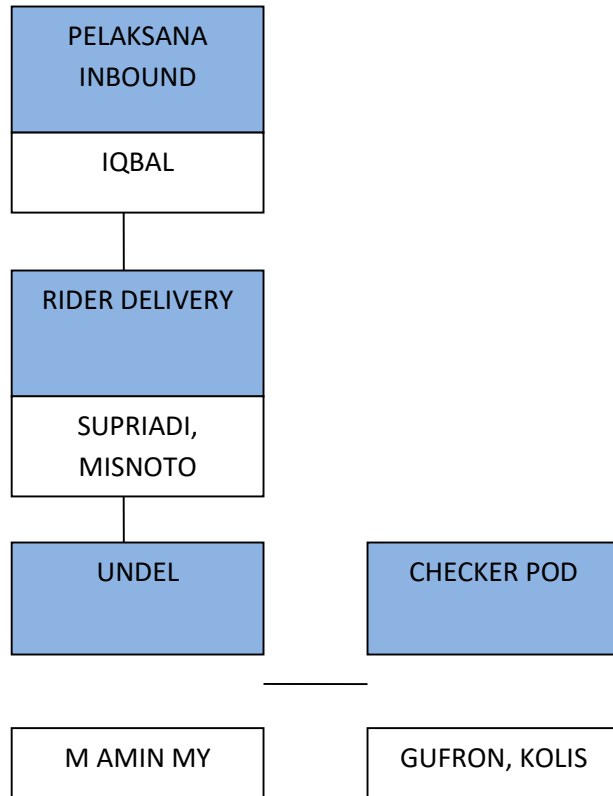 PELAKSANA
INBOUND
IQBAL
RIDER DELIVERY
SUPRIADI,
MISNOTO
UNDEL
CHECKER POD
M AMIN MY
GUFRON, KOLIS